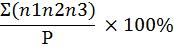 Σ(n1n2n3)
P
× 100%